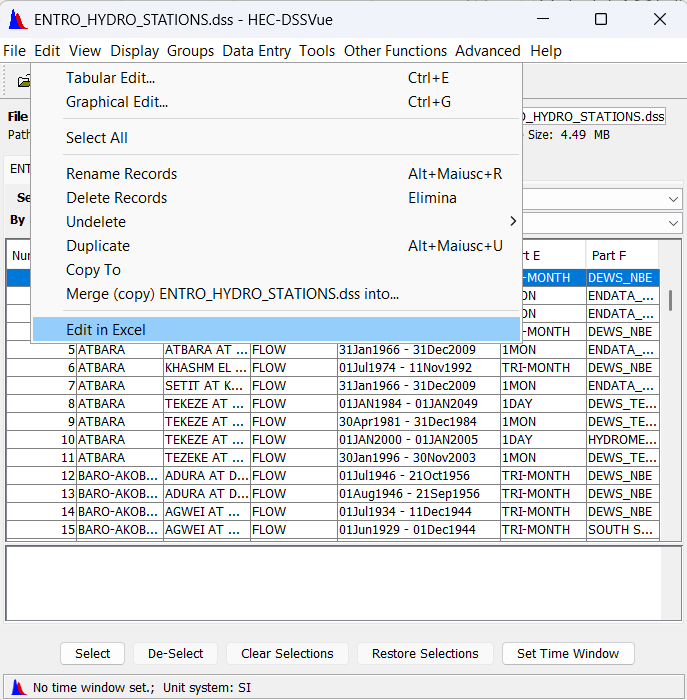 ENTRO_HYDRO_STATIONS.dss - HEC-DSSVue
File Edit View Display Groups Data Entry Tools Other Functions Advanced Help
Tabular Edit... Ctrl+E
Graphical Edit... Ctrl+G
File _HYDRO_STATIONS.dss
Size: 4.49 MB
Select All
ENT
Rename Records Alt+Maiusc+R
Delete Records Elimina
By Undelete
Duplicate Alt+Maiusc+U
Part F
Copy To
-MONTH DEWS_NBE
Merge (copy) ENTRO_HYDRO_STATIONS.dss into...
ON ENDATA_...
ON ENDATA_...
Edit in Excel -MONTH DEWS_NBE
5 ATBARA ATBARA AT ... FLOW 31Jan1966 - 31Dec2009 1MON ENDATA_...
6 ATBARA KHASHM EL ... FLOW 01Jul1974 - 11Nov1992 TRI-MONTH DEWS_NBE
7 ATBARA SETIT AT K... FLOW 31Jan1966 - 31Dec2009 1MON ENDATA_...
8 ATBARA TEKEZE AT ... FLOW 01JAN1984 - 01JAN2049 1DAY DEWS_TE...
9 ATBARA TEKEZE AT ... FLOW 30Apr1981 - 31Dec1984 1MON DEWS_TE...
10 ATBARA TEKEZE AT ... FLOW 01JAN2000 - 01JAN2005 1DAY HYDROME...
11 ATBARA TEZEKE AT ... FLOW 30Jan1996 - 30Nov2003 1MON DEWS_TE...
12 BARO-AKOB... ADURA AT D... FLOW 01Jul1946 - 21Oct1956 TRI-MONTH DEWS_NBE
13 BARO-AKOB... ADURA AT D... FLOW 01Aug1946 - 21Sep1956 TRI-MONTH DEWS_NBE
14 BARO-AKOB... AGWEI AT ... FLOW 01Jul1934 - 11Dec1944 TRI-MONTH DEWS_NBE
15 BARO-AKOB... AGWEI AT ... FLOW 01Jun1929 - 01Dec1944 TRI-MONTH SOUTH S...
Select De-Select Clear Selections Restore Selections Set Time Window
No time window set.; Unit system: SI